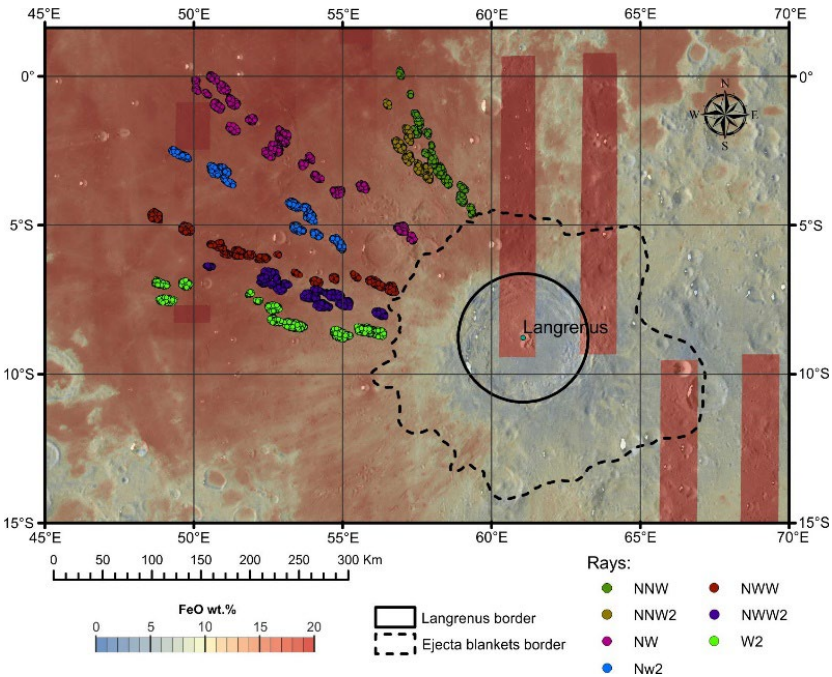 45°E 50°E 55°E 60°E 65°E 70°E
0° 0°
N
W E
S
5°S 5°S
Langrenus
10°S 10°S
15°S 15°S
45°E 50°E 55°E 60°E 65°E 70°E
0 50 100 150 200 250 300 Km
Rays:
NNW NWW
NNW2 NWW2
NW W2
Nw2
FeO wt.%
0 5 10 15 20
Langrenus border
Ejecta blankets border